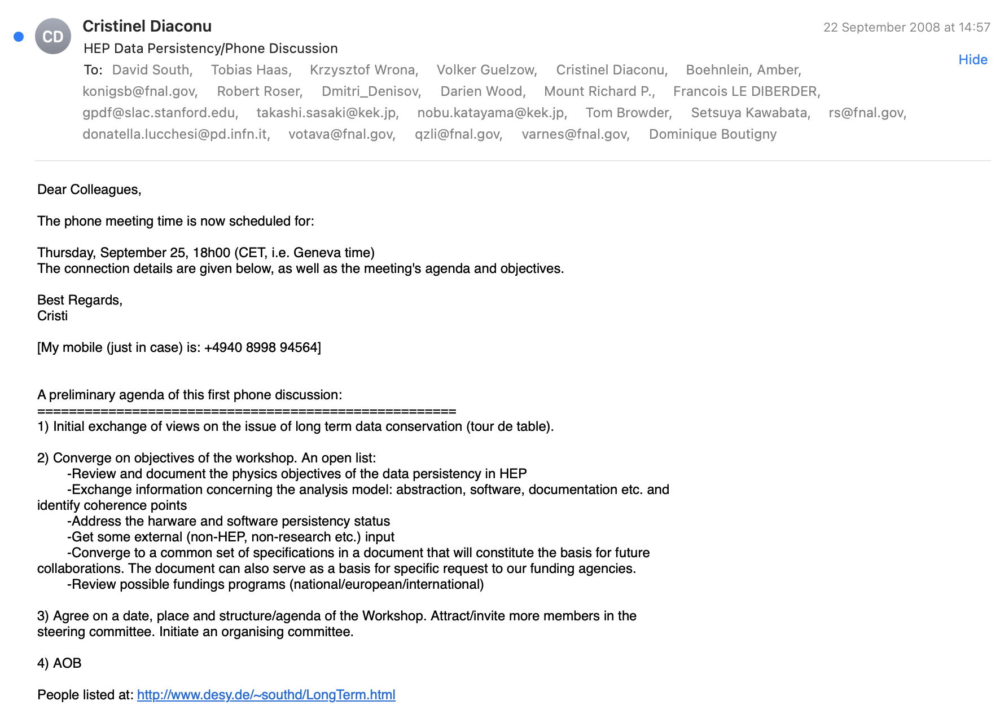 CD
Cristinel Diaconu
22 September 2008 at 14:57
HEP Data Persistency/Phone Discussion
Hide
To: David South, Tobias Haas, Krzysztof Wrona, Volker Guelzow, Cristinel Diaconu, Boehnlein, Amber,
konigsb@fnal.gov, Robert Roser, Dmitri_Denisov, Darien Wood, Mount Richard P., Francois LE DIBERDER,
gpdf@slac.stanford.edu, takashi.sasaki@kek.jp, nobu.katayama@kek.jp, Tom Browder, Setsuya Kawabata, rs@fnal.gov,
donatella.lucchesi@pd.infn.it, votava@fnal.gov, qzli@fnal.gov, varnes@fnal.gov, Dominique Boutigny
Dear Colleagues,
The phone meeting time is now scheduled for:
Thursday, September 25, 18h00 (CET, i.e. Geneva time)
The connection details are given below, as well as the meeting's agenda and objectives.
Best Regards,
Cristi
[My mobile (just in case) is: +4940 8998 94564]
A preliminary agenda of this first phone discussion:
=====================================================
1) Initial exchange of views on the issue of long term data conservation (tour de table).
2) Converge on objectives of the workshop. An open list:
-Review and document the physics objectives of the data persistency in HEP
-Exchange information concerning the analysis model: abstraction, software, documentation etc. and
identify coherence points
-Address the harware and software persistency status
-Get some external (non-HEP, non-research etc.) input
-Converge to a common set of specifications in a document that will constitute the basis for future
collaborations. The document can also serve as a basis for specific request to our funding agencies.
-Review possible fundings programs (national/european/international)
3) Agree on a date, place and structure/agenda of the Workshop. Attract/invite more members in the
steering committee. Initiate an organising committee.
4) AOB
People listed at: http://www.desy.de/~southd/LongTerm.html